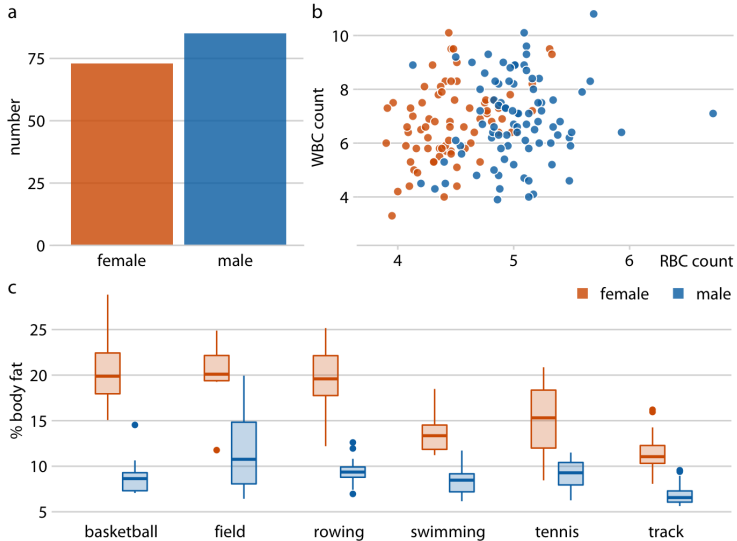 a
75
50
25
0
number
female male
b
10
8
6
4
WBC count
4 5 6 RBC count
female male
c
25
20
15
10
5
% body fat
basketball field rowing swimming tennis track